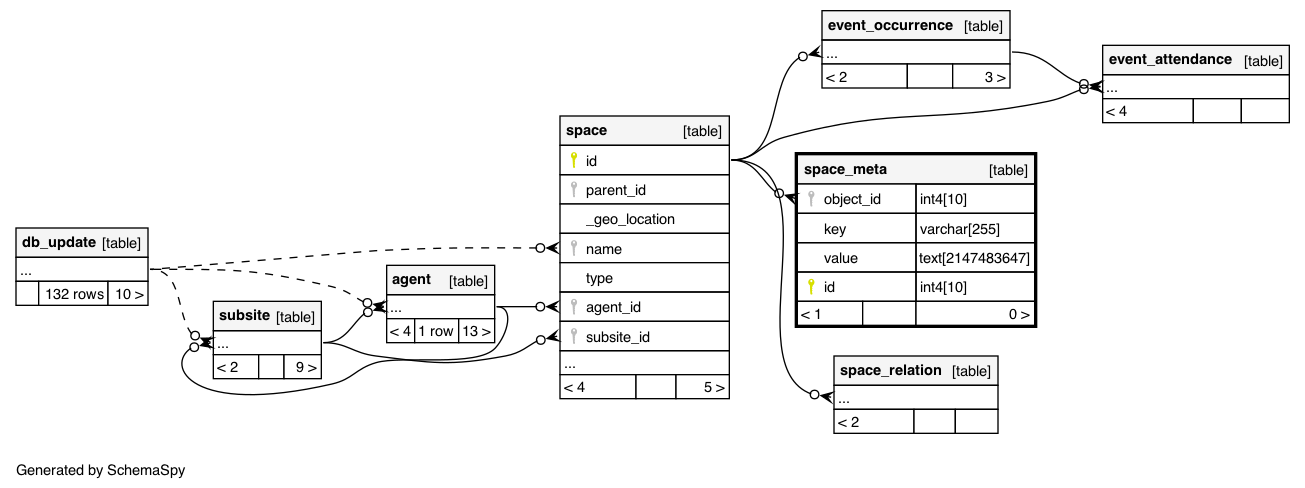 event_occurrence [table]
...
< 2 3 >
event_attendance [table]
...
< 4
space [table]
id
parent_id
_geo_location
name
type
agent_id
subsite_id
...
< 4 5 >
space_meta [table]
object_id int4[10]
key varchar[255]
value text[2147483647]
id int4[10]
< 1 0 >
db_update [table]
...
132 rows 10 >
agent [table]
...
< 4 1 row 13 >
subsite [table]
...
< 2 9 >
space_relation [table]
...
< 2
Generated by SchemaSpy